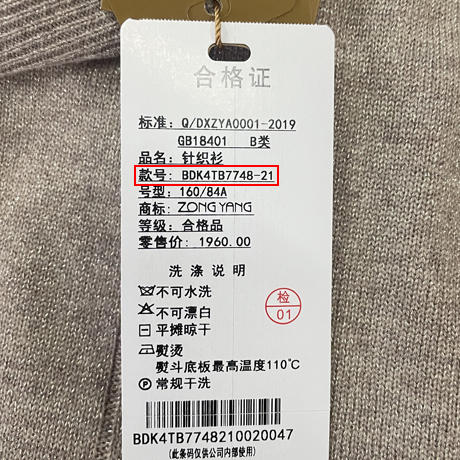 合格证
标准: Q/DXZYA0001-2019
GB18401 B类
品名: 针织衫
款号: BDK4TB7748-21
号型: 160/84A
商标: ZONGYANG
等级: 合格品
零售价: 1960.00
洗涤说明
不可水洗
不可漂白
平摊晾干
熨烫
熨斗底板最高温度110℃
常规干洗
检
01
BDK4TB7748210020047
(此条码仅供公司内部管理使用)